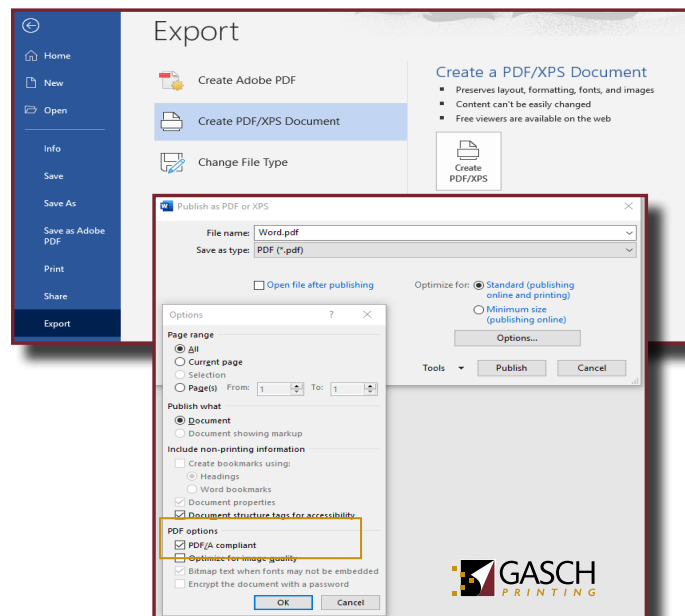 Export
Home
New
Open
Info
Save
Save As
Save as Adobe
PDF
Print
Share
Export
Create Adobe PDF
Create PDF/XPS Document
Change File Type
Create a PDF/XPS Document
Preserves layout, formatting, fonts, and images
Content can't be easily changed
Free viewers are available on the web
Create
PDF/XPS
Publish as PDF or XPS
File name: Word.pdf
Save as type: PDF (*.pdf)
Open file after publishing
Optimize for: Standard (publishing
online and printing)
Minimum size
(publishing online)
Options...
Tools Publish Cancel
Options ?
Page range
All
Current page
Selection
Page(s) From: 1 To: 1
Publish what
Document
Document showing markup
Include non-printing information
Create bookmarks using:
Headings
Word bookmarks
Document properties
Document structure tags for accessibility
PDF options
PDF/A compliant
Optimize for image quality
Bitmap text when fonts may not be embedded
Encrypt the document with a password
OK Cancel
GASCH
PRINTING